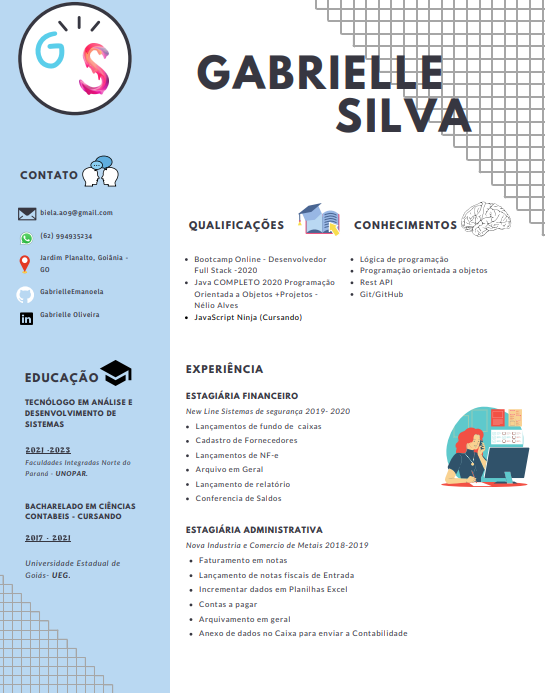 GS
GABRIELLE
SILVA
CONTATO
biela.a09@gmail.com
(62) 994935234
Jardim Planalto, Goiânia -
GO
GabrielleEmanoela
Gabrielle Oliveira
EDUCAÇÃO
TECNÓLOGO EM ANÁLISE E
DESENVOLVIMENTO DE
SISTEMAS
2021 -2023
Faculdades Integradas Norte do
Paraná - UNOPAR.
BACHARELADO EM CIÊNCIAS
CONTABEIS - CURSANDO
2017 - 2021
Universidade Estadual de
Goiás- UEG.
QUALIFICAÇÕES
• Bootcamp Online - Desenvolvedor
Full Stack -2020
• Java COMPLETO 2020 Programação
Orientada a Objetos +Projetos -
Nélio Alves
• JavaScript Ninja (Cursando)
CONHECIMENTOS
• Lógica de programação
• Programação orientada a objetos
• Rest API
• Git/GitHub
EXPERIÊNCIA
ESTAGIÁRIA FINANCEIRO
New Line Sistemas de segurança 2019- 2020
• Lançamentos de fundo de caixas
• Cadastro de Fornecedores
• Lançamentos de NF-e
• Arquivo em Geral
• Lançamento de relatório
• Conferencia de Saldos
ESTAGIÁRIA ADMINISTRATIVA
Nova Industria e Comercio de Metais 2018-2019
• Faturamento em notas
• Lançamento de notas fiscais de Entrada
• Incrementar dados em Planilhas Excel
• Contas a pagar
• Arquivamento em geral
• Anexo de dados no Caixa para enviar a Contabilidade